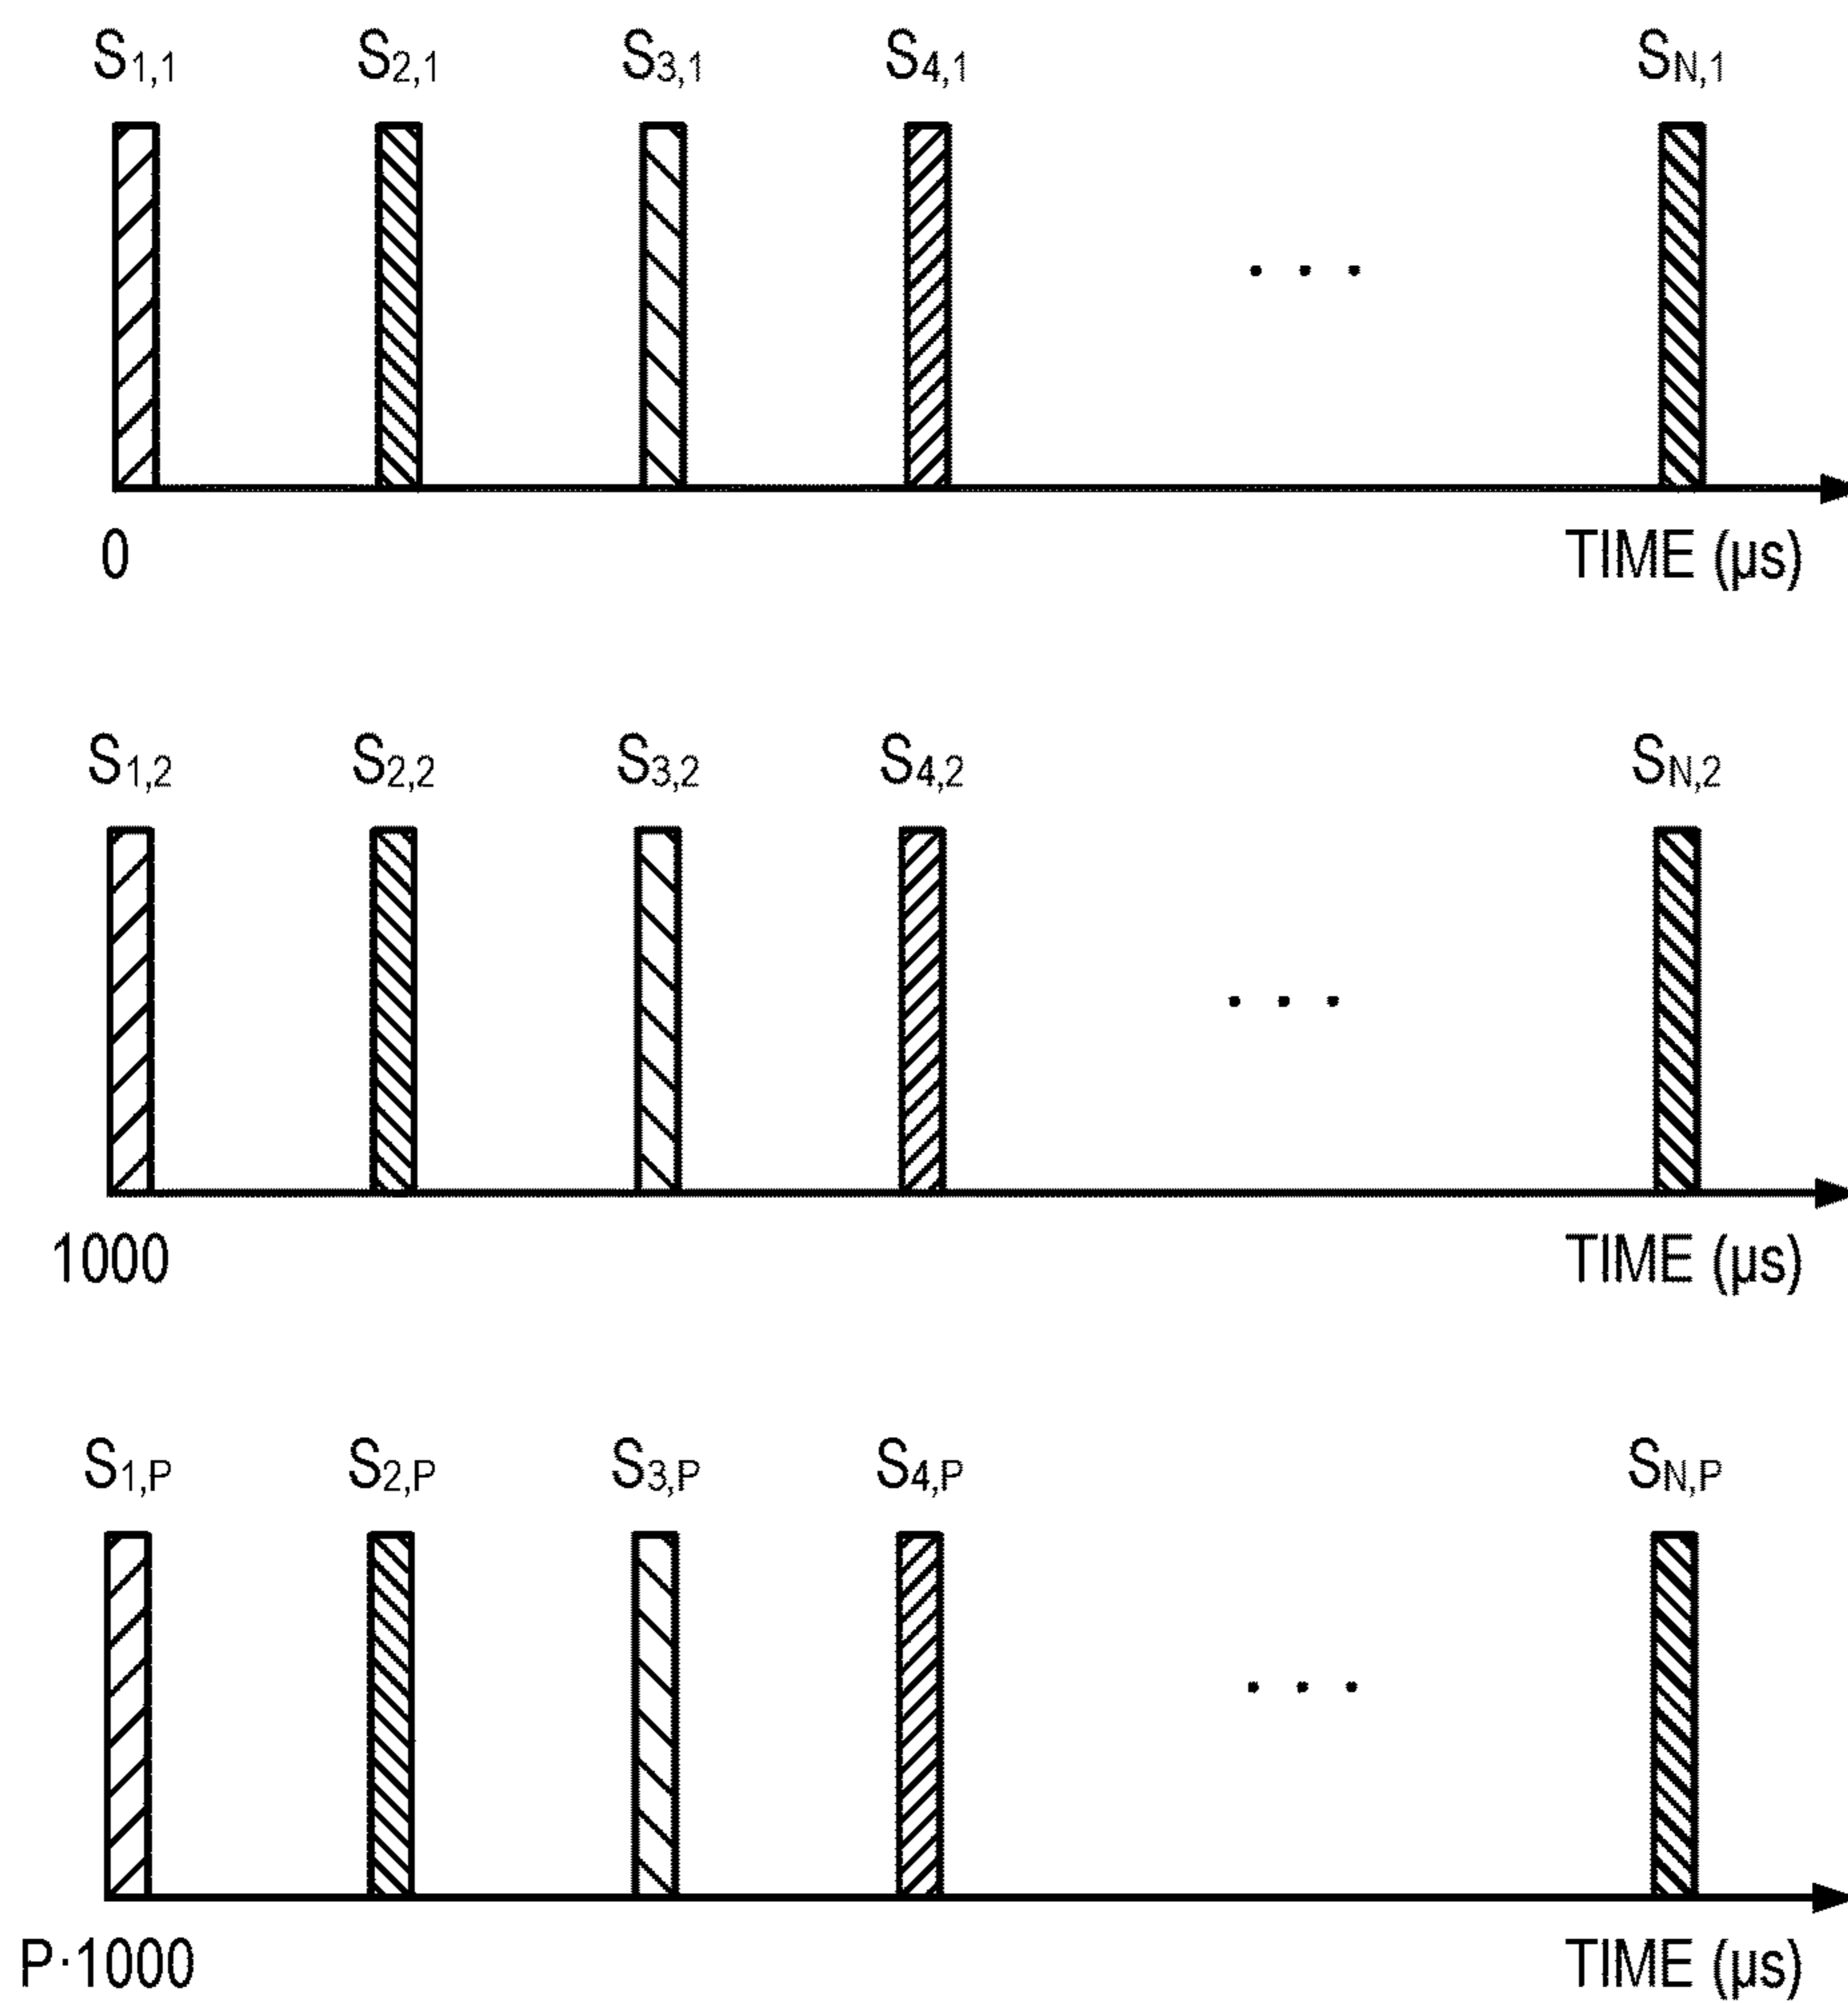 S1,1 S2,1 S3,1 S4,1 SN,1
. . .
0 TIME (µs)
S1,2 S2,2 S3,2 S4,2 SN,2
. . .
1000 TIME (µs)
S1,P S2,P S3,P S4,P SN,P
. . .
P·1000 TIME (µs)